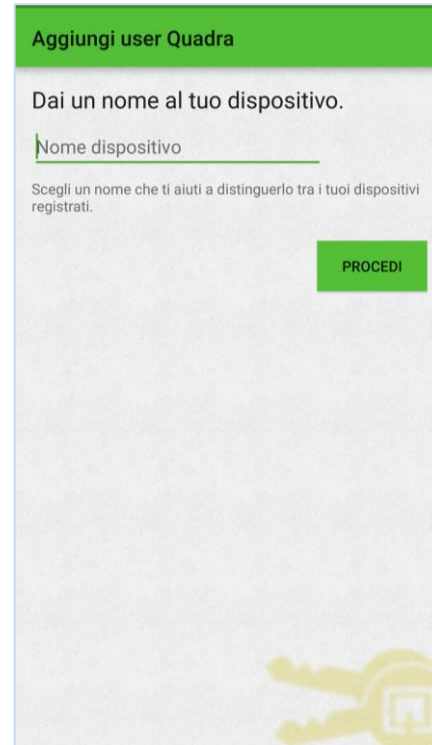 Aggiungi user Quadra
Dai un nome al tuo dispositivo.
Nome dispositivo
Scegli un nome che ti aiuti a distinguerlo tra i tuoi dispositivi
registrati.
PROCEDI